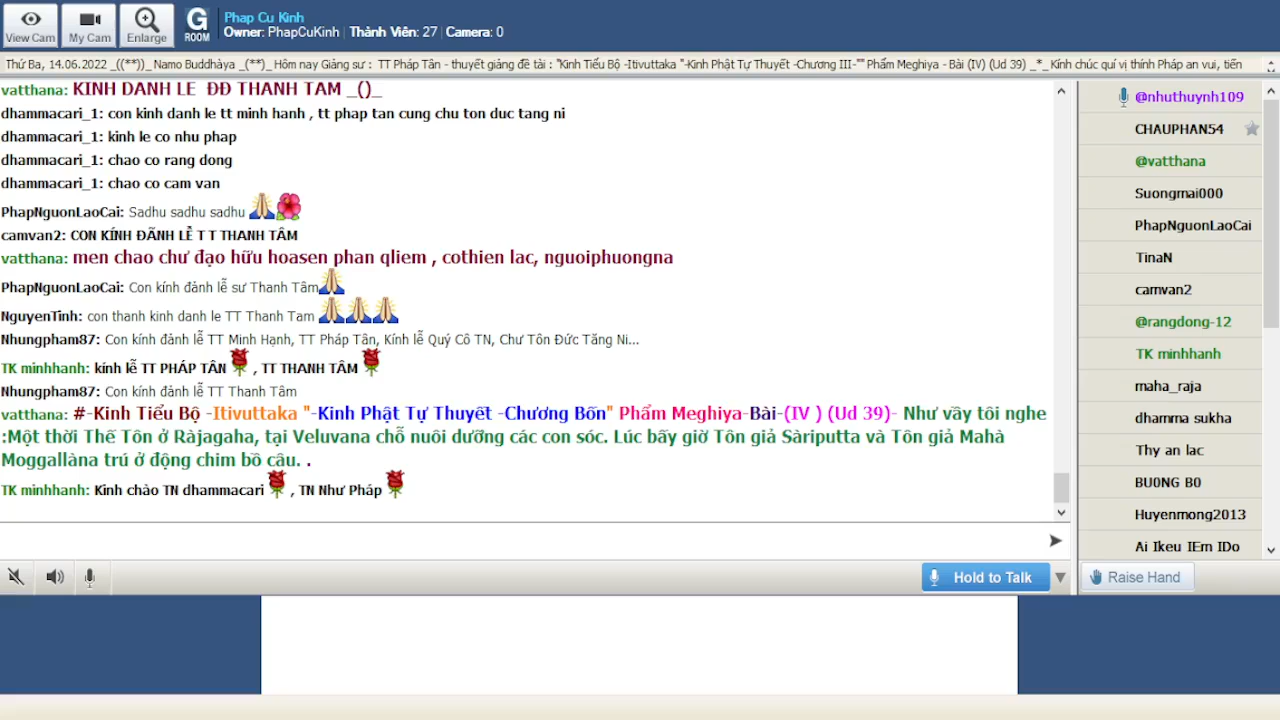 View Cam
My Cam
Enlarge
G
ROOM
Phap Cu Kinh
Owner: PhapCuKinh | Thành Viên: 27 | Camera: 0
Thứ Ba, 14.06.2022 _((**))_ Namo Buddhàya _(**)_ Hôm nay Giảng sư : TT Pháp Tân - thuyết giảng đề tài : "Kinh Tiểu Bộ -Itivuttaka "-Kinh Phật Tự Thuyết -Chương III-"" Phẩm Meghiya - Bài (IV) (Ud 39) _*_ Kính chúc quí vị thính Pháp an vui, tiến
vatthana: KINH DANH LE ĐĐ THANH TAM _()_
dhammacari_1: con kinh danh le tt minh hanh , tt phap tan cung chu ton duc tang ni
dhammacari_1: kinh le co nhu phap
dhammacari_1: chao co rang dong
dhammacari_1: chao co cam van
PhapNguonLaoCai: Sadhu sadhu sadhu
camvan2: CON KÍNH ĐÃNH LỄ T T THANH TÂM
vatthana: men chao chư đạo hữu hoasen phan qliem , cothien lac, nguoiphuongna
PhapNguonLaoCai: Con kính đảnh lễ sư Thanh Tâm
NguyenTinh: con thanh kinh danh le TT Thanh Tam
Nhungpham87: Con kính đảnh lễ TT Minh Hạnh, TT Pháp Tân, Kính lễ Quý Cô TN, Chư Tôn Đức Tăng Ni...
TK minhhanh: kính lễ TT PHÁP TÂN , TT THANH TÂM
Nhungpham87: Con kính đảnh lễ TT Thanh Tâm
vatthana: #-Kinh Tiểu Bộ -Itivuttaka "-Kinh Phật Tự Thuyết -Chương Bốn" Phẩm Meghiya-Bài-(IV ) (Ud 39)- Như vầy tôi nghe
:Một thời Thế Tôn ở Ràjagaha, tại Veluvana chỗ nuôi dưỡng các con sóc. Lúc bấy giờ Tôn giả Sàriputta và Tôn giả Mahà
Moggallàna trú ở động chim bồ câu. .
TK minhhanh: Kinh chào TN dhammacari , TN Như Pháp
@nhuthuynh109
CHAUPHAN54
@vatthana
Suongmai000
PhapNguonLaoCai
TinaN
camvan2
@rangdong-12
TK minhhanh
maha_raja
dhamma sukha
Thy an lac
BU0NG B0
Huyenmong2013
Ai Ikeu IEm IDo
Hold to Talk
Raise Hand